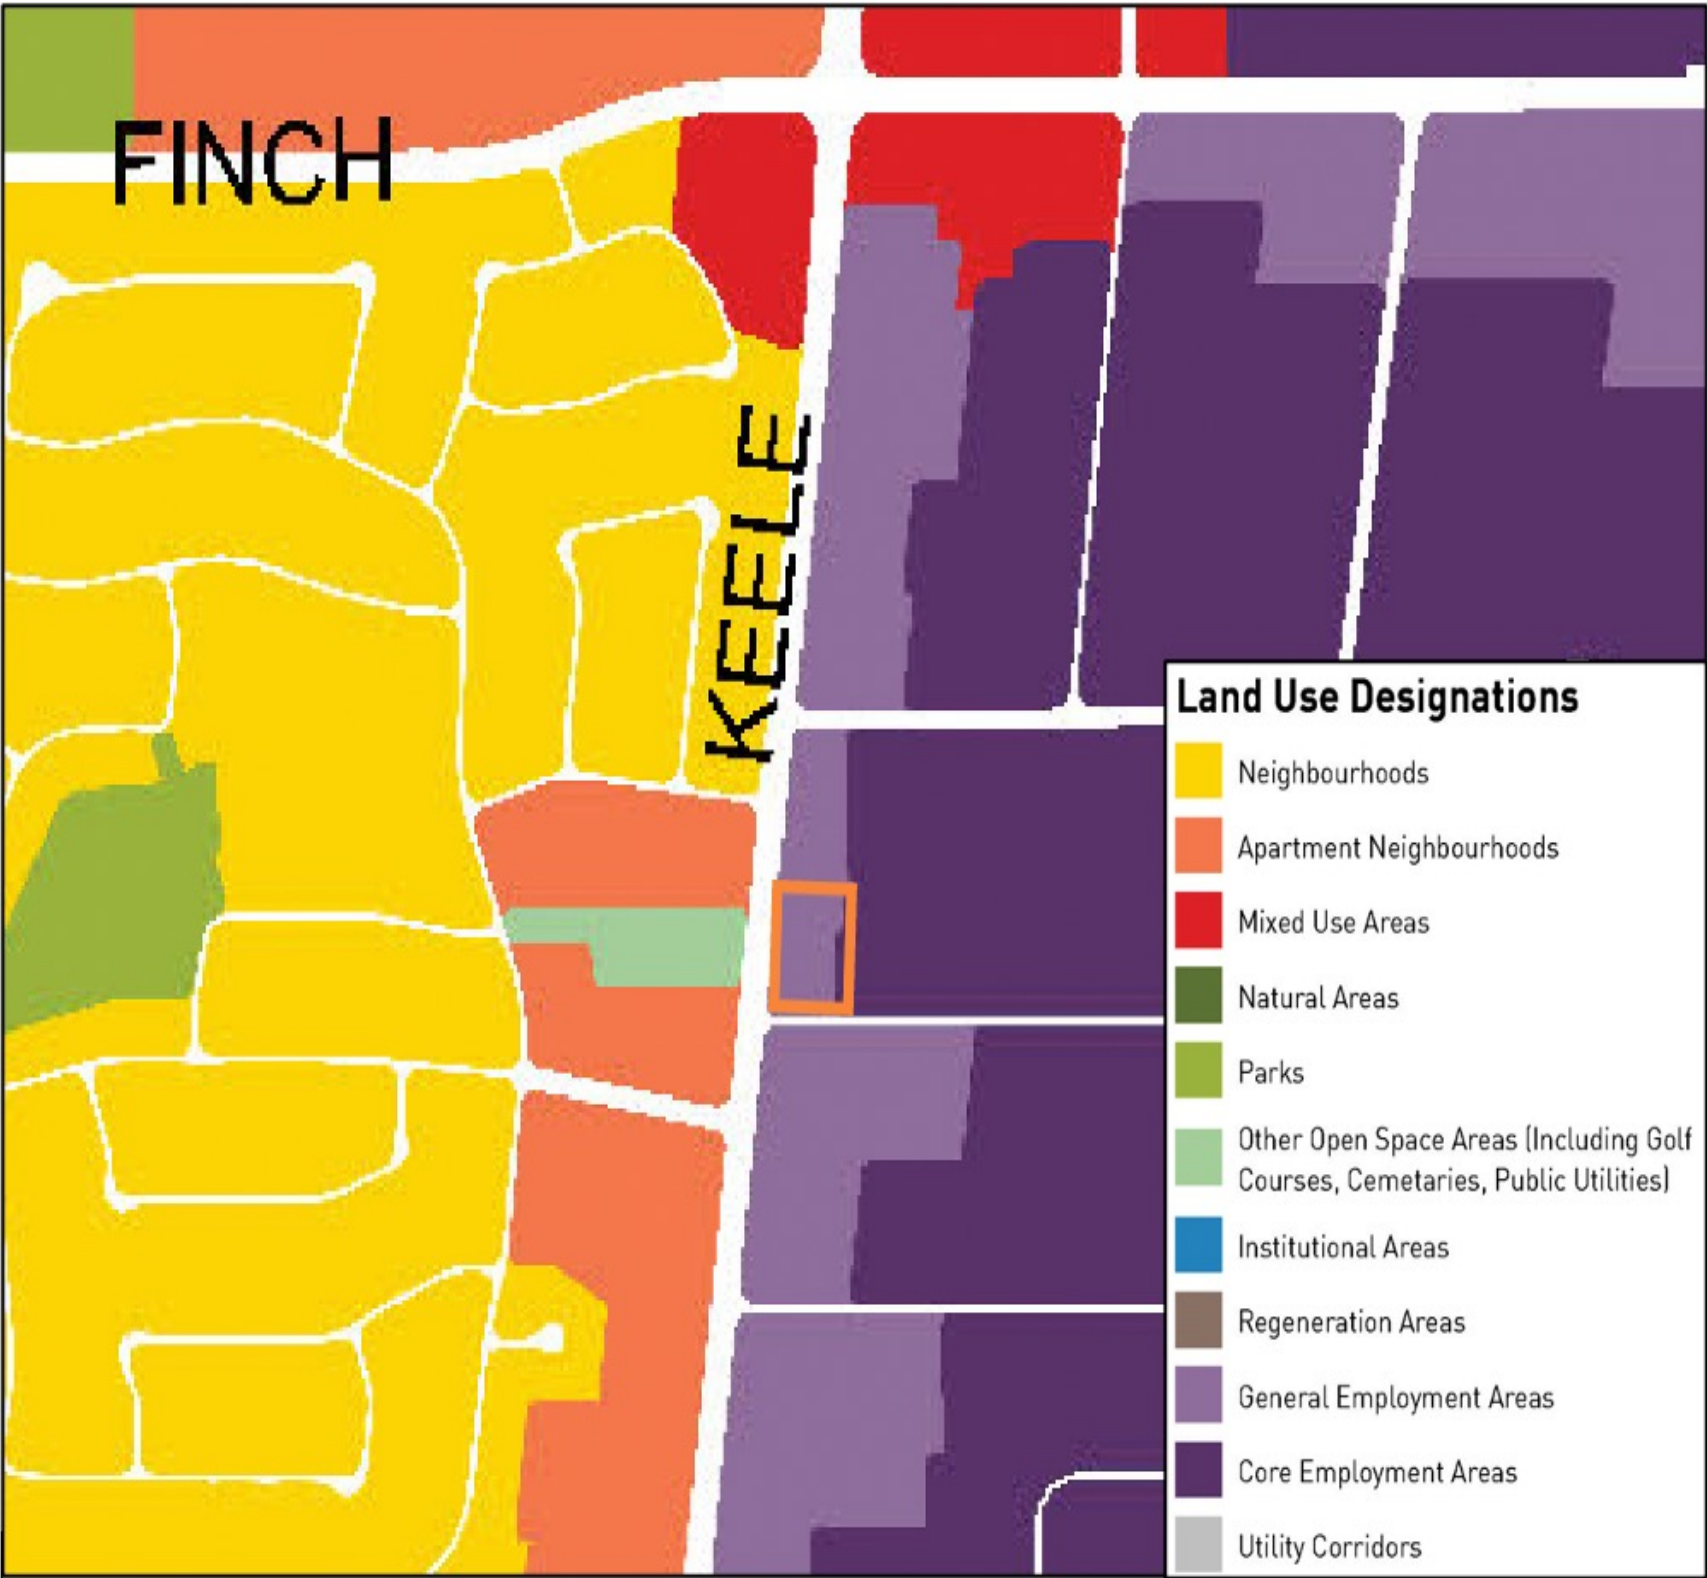 FINCH
KEELE
Land Use Designations
Neighbourhoods
Apartment Neighbourhoods
Mixed Use Areas
Natural Areas
Parks
Other Open Space Areas (Including Golf
Courses, Cemetaries, Public Utilities)
Institutional Areas
Regeneration Areas
General Employment Areas
Core Employment Areas
Utility Corridors